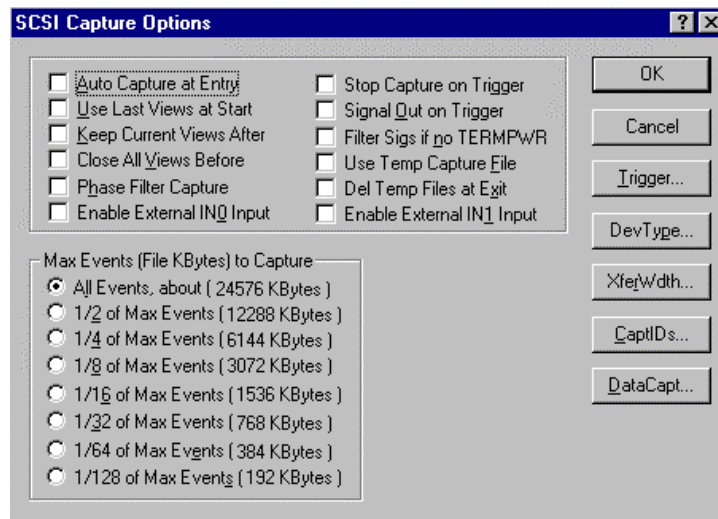 SCSI Capture Options
Auto Capture at Entry
Use Last Views at Start
Keep Current Views After
Close All Views Before
Phase Filter Capture
Enable External IN0 Input
Stop Capture on Trigger
Signal Out on Trigger
Filter Sigs if no TERMPWR
Use Temp Capture File
Del Temp Files at Exit
Enable External IN1 Input
Max Events (File KBytes) to Capture
All Events, about ( 24576 KBytes )
1/2 of Max Events ( 12288 KBytes )
1/4 of Max Events ( 6144 KBytes )
1/8 of Max Events ( 3072 KBytes )
1/16 of Max Events ( 1536 KBytes )
1/32 of Max Events ( 768 KBytes )
1/64 of Max Events ( 384 KBytes )
1/128 of Max Events ( 192 KBytes )
OK
Cancel
Trigger...
DevType...
XferWdth...
CaptIDs...
DataCapt...